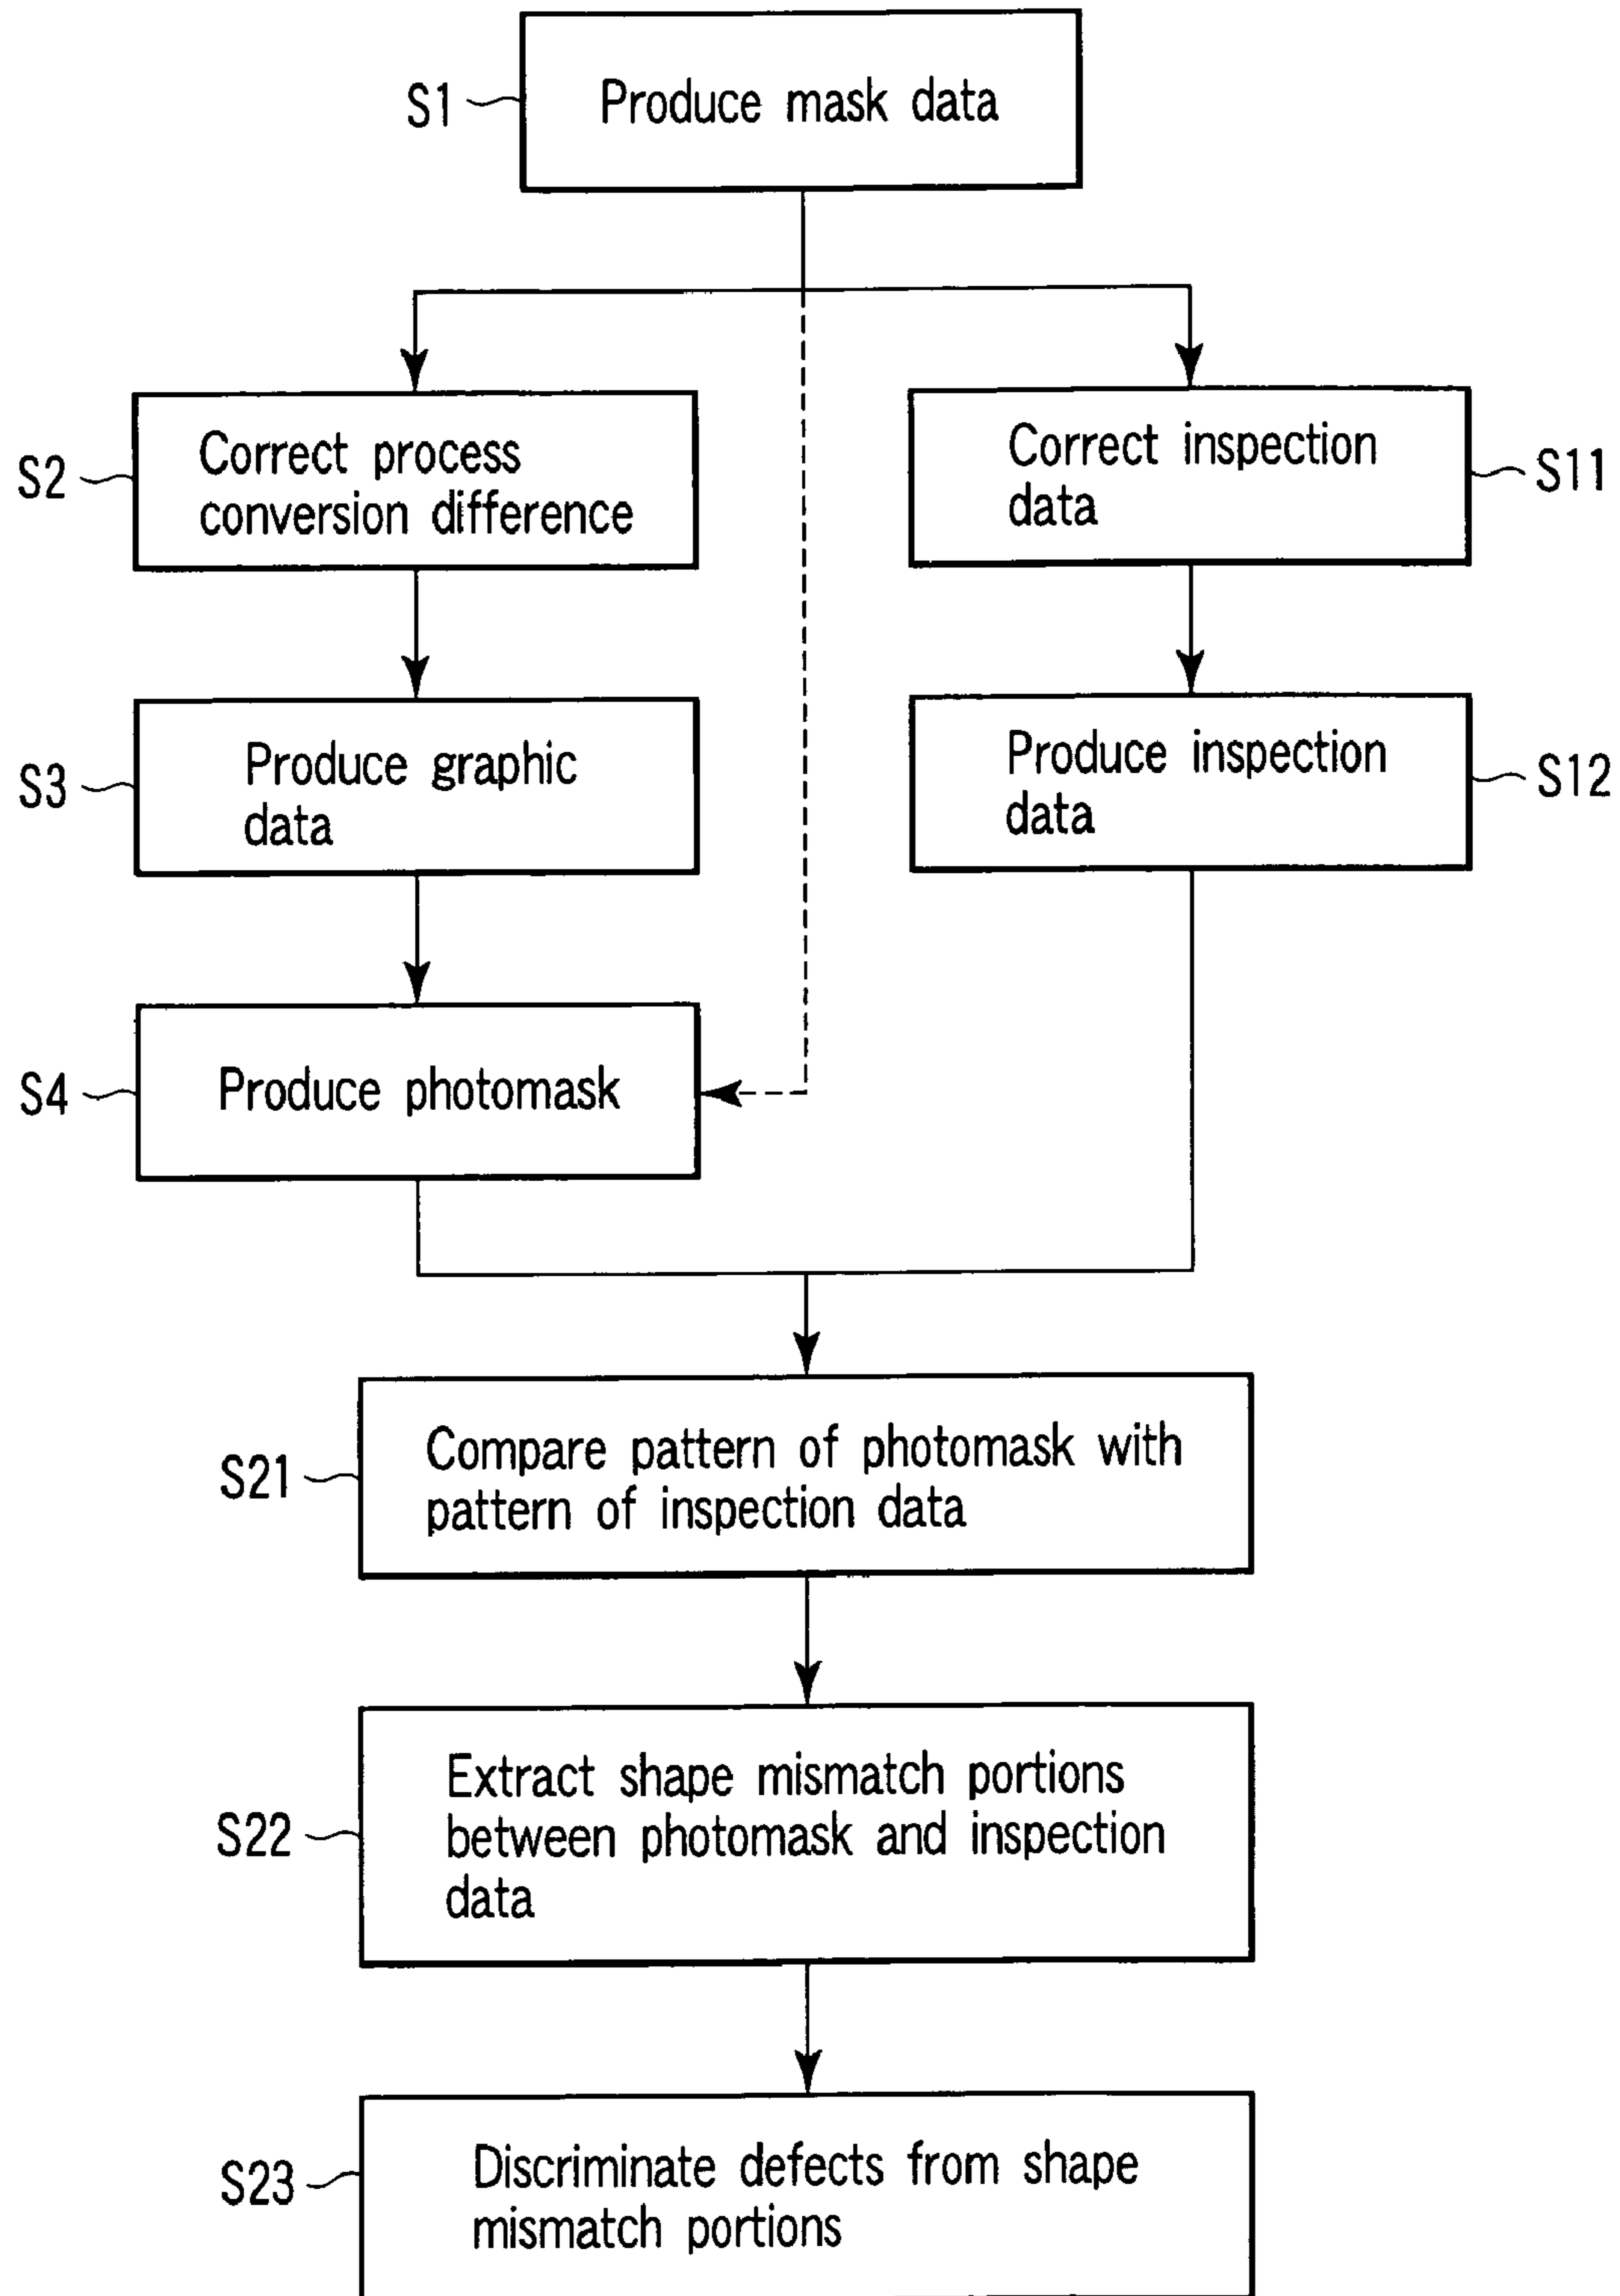 S1
Produce mask data
S2
Correct process
conversion difference
Correct inspection
data
S11
S3
Produce graphic
data
Produce inspection
data
S12
S4
Produce photomask
S21
Compare pattern of photomask with
pattern of inspection data
S22
Extract shape mismatch portions
between photomask and inspection
data
S23
Discriminate defects from shape
mismatch portions